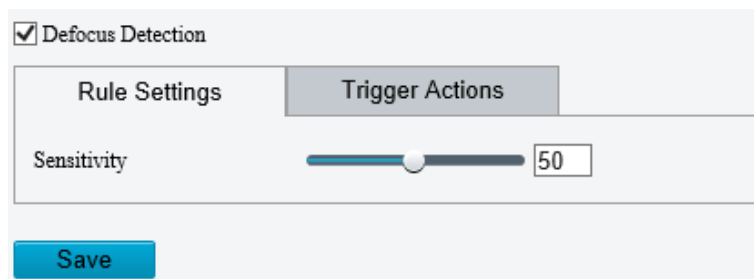 Defocus Detection
Rule Settings Trigger Actions
Sensitivity 50
Save